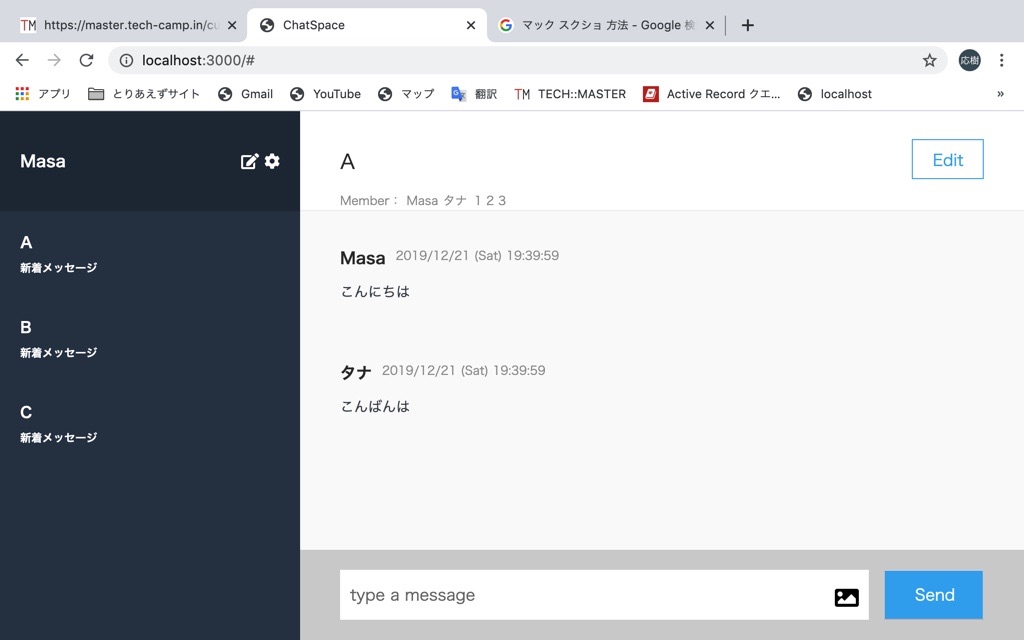 TM https://master.tech-camp.in/cu
ChatSpace
マック スクショ 方法 - Google 検
localhost:3000/#
応樹
アプリ とりあえずサイト Gmail YouTube マップ 翻訳 TM TECH::MASTER Active Record クエ... localhost »
Masa
A
新着メッセージ
B
新着メッセージ
C
新着メッセージ
A
Edit
Member： Masa タナ １２３
Masa 2019/12/21 (Sat) 19:39:59
こんにちは
タナ 2019/12/21 (Sat) 19:39:59
こんばんは
type a message
Send